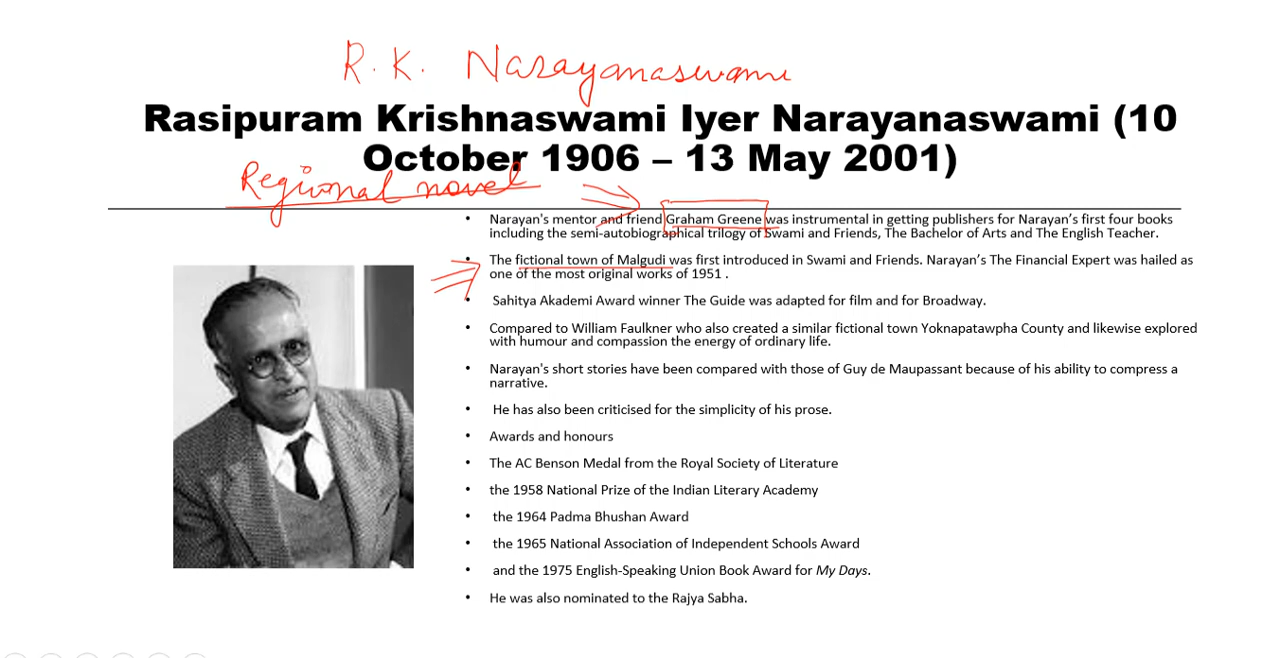 R. K. Narayanaswami
Rasipuram Krishnaswami Iyer Narayanaswami (10
October 1906 – 13 May 2001)
Regional novel
• Narayan's mentor and friend Graham Greene was instrumental in getting publishers for Narayan's first four books
including the semi-autobiographical trilogy of Swami and Friends, The Bachelor of Arts and The English Teacher.
• The fictional town of Malgudi was first introduced in Swami and Friends. Narayan's The Financial Expert was hailed as
one of the most original works of 1951 .
• Sahitya Akademi Award winner The Guide was adapted for film and for Broadway.
• Compared to William Faulkner who also created a similar fictional town Yoknapatawpha County and likewise explored
with humour and compassion the energy of ordinary life.
• Narayan's short stories have been compared with those of Guy de Maupassant because of his ability to compress a
narrative.
• He has also been criticised for the simplicity of his prose.
• Awards and honours
• The AC Benson Medal from the Royal Society of Literature
• the 1958 National Prize of the Indian Literary Academy
• the 1964 Padma Bhushan Award
• the 1965 National Association of Independent Schools Award
• and the 1975 English-Speaking Union Book Award for My Days.
• He was also nominated to the Rajya Sabha.